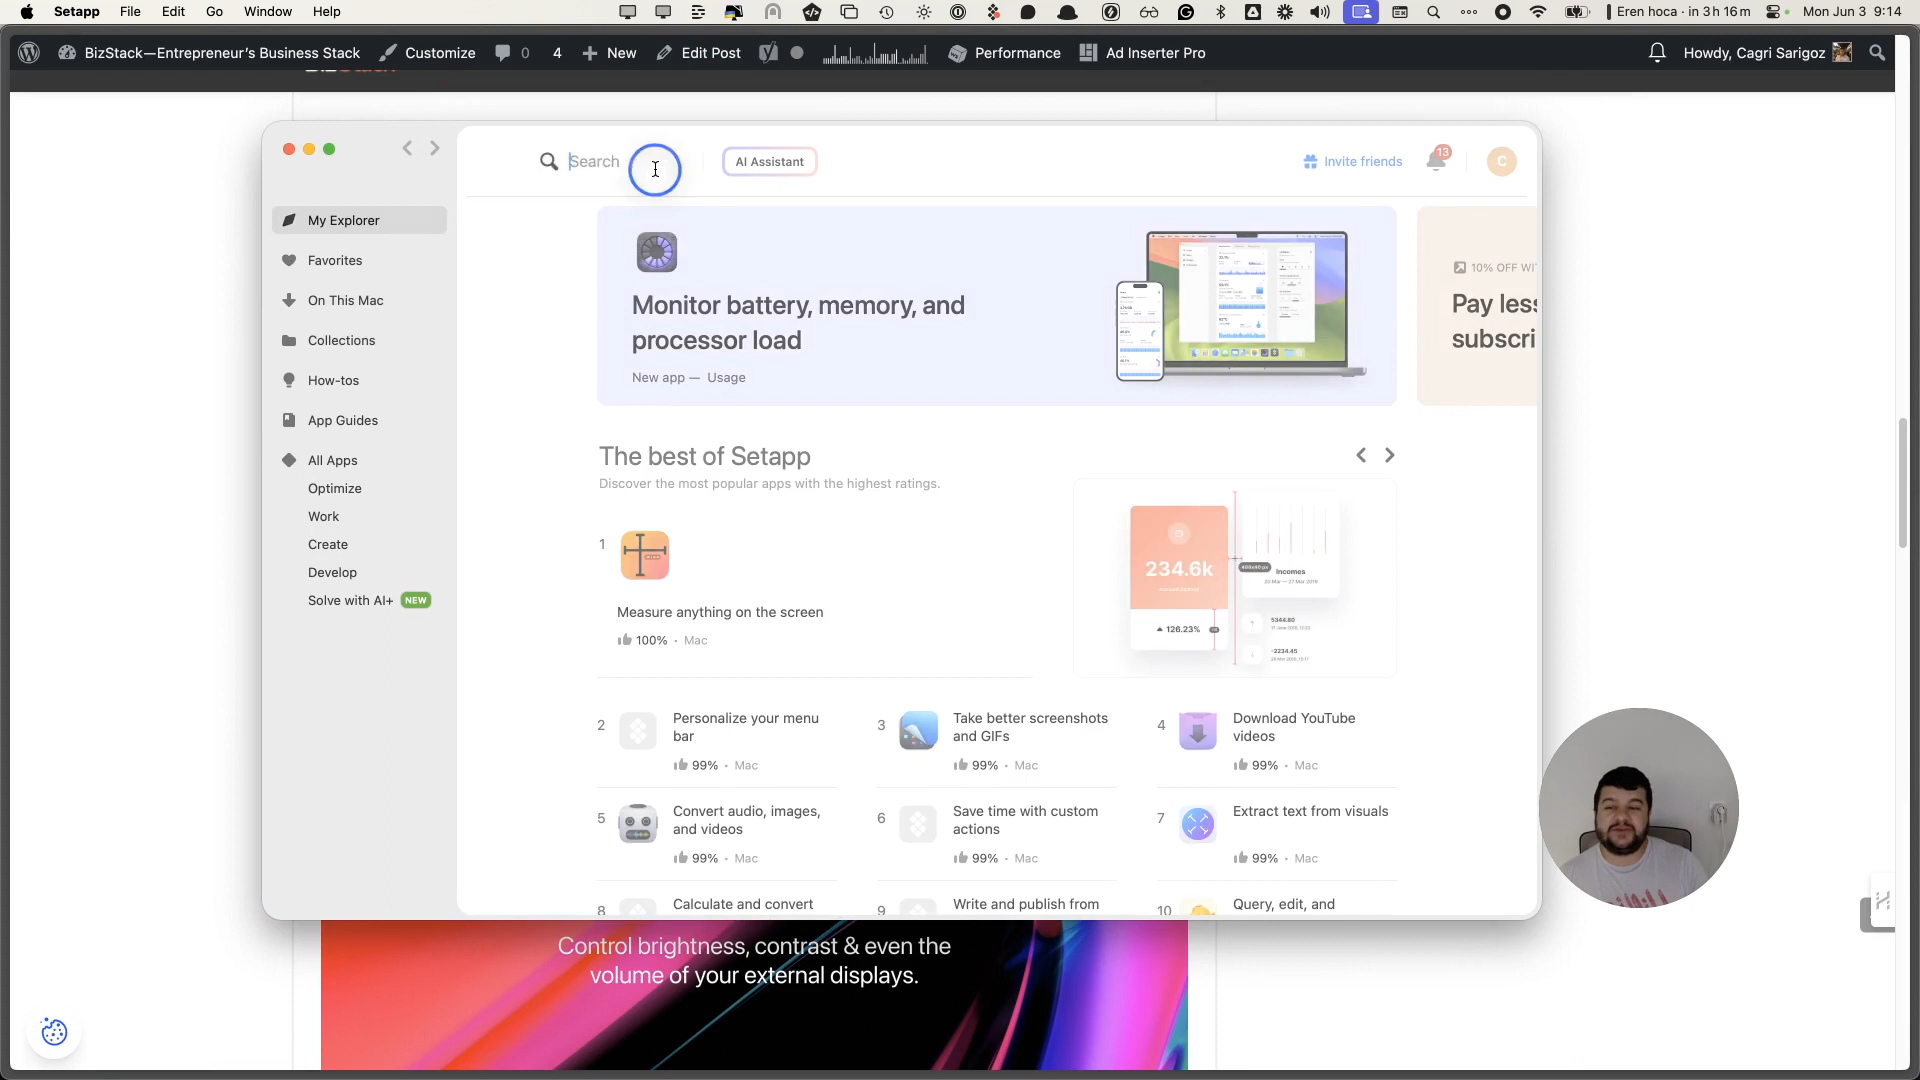 Setapp File Edit Go Window Help
Eren hoca · in 3 h 16 m Mon Jun 3 9:14
BizStack—Entrepreneur's Business Stack Customize 0 4 New Edit Post Performance Ad Inserter Pro Howdy, Cagri Sarigoz
Search AI Assistant Invite friends 13 C
My Explorer
Favorites
On This Mac
Collections
How-tos
App Guides
All Apps
Optimize
Work
Create
Develop
Solve with AI+ NEW
Monitor battery, memory, and
processor load
New app — Usage
10% OFF WI
Pay les
subscri
The best of Setapp
Discover the most popular apps with the highest ratings.
1
Measure anything on the screen
100% · Mac
234.6k
126.23%
Incomes
5344.80
-2234.45
2 Personalize your menu
bar
99% · Mac
3 Take better screenshots
and GIFs
99% · Mac
4 Download YouTube
videos
99% · Mac
5 Convert audio, images,
and videos
99% · Mac
6 Save time with custom
actions
99% · Mac
7 Extract text from visuals
99% · Mac
8 Calculate and convert
9 Write and publish from
10 Query, edit, and
Control brightness, contrast & even the
volume of your external displays.